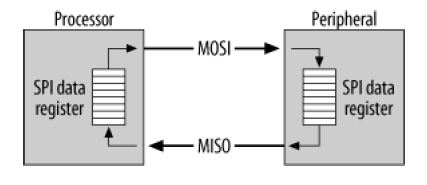 Processor
Peripheral
MOSI
SPI data
register
SPI data
register
MISO